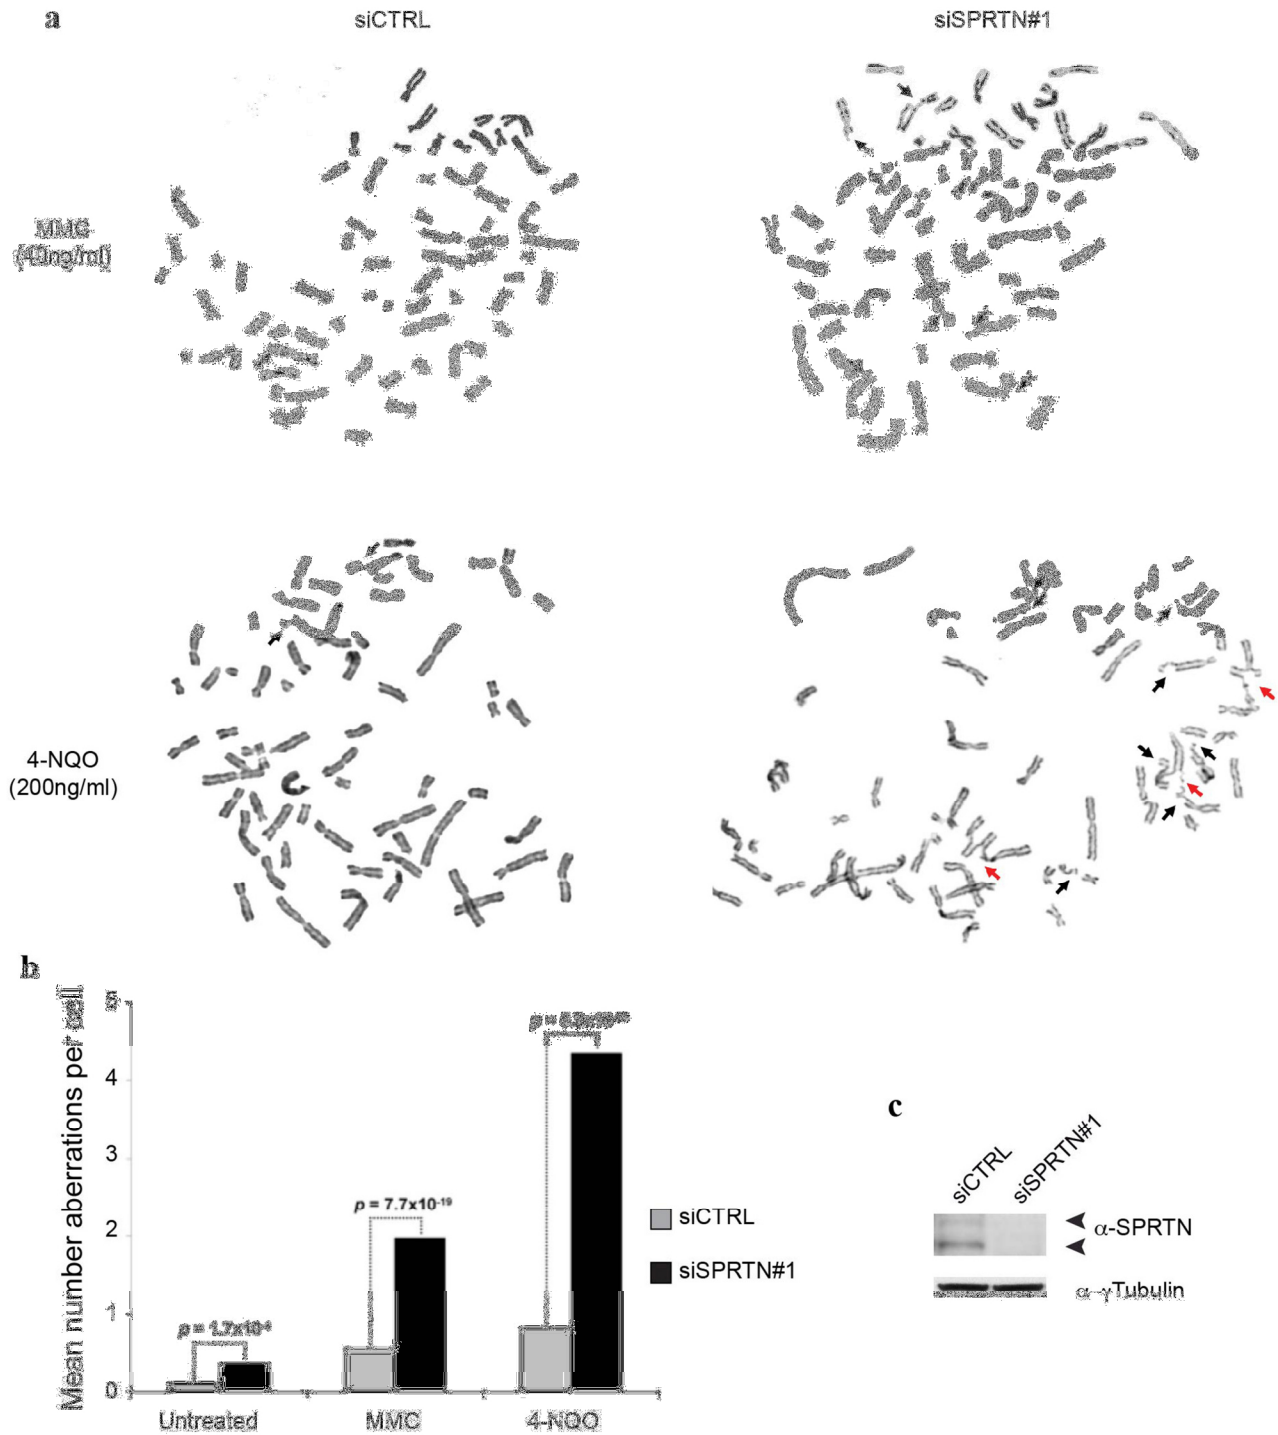 a
siCTRL
siSPRTN#1
MMC
(40ng/ml)
4-NQO
(200ng/ml)
b
Mean number aberrations per cell
5
4
3
2
1
0
p = 1.7x10
p = 7.7x10⁻¹⁹
p =
Untreated
MMC
4-NQO
siCTRL
siSPRTN#1
c
siCTRL
siSPRTN#1
α-SPRTN
α-γTubulin